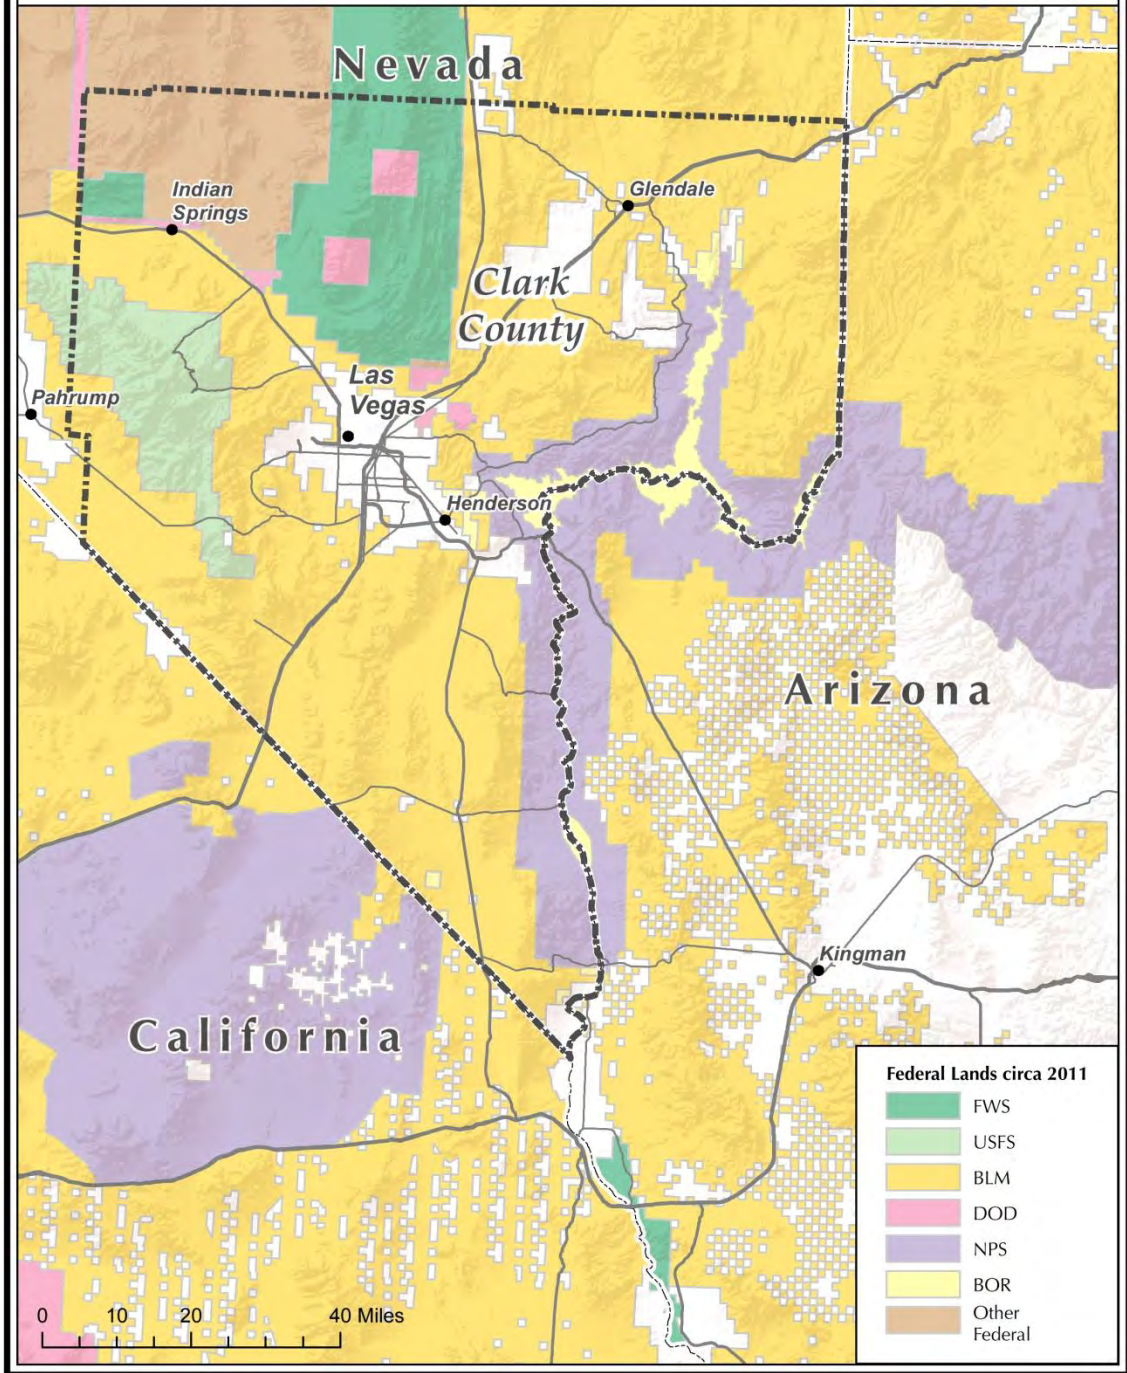 Nevada
Indian
Springs
Glendale
Clark
County
Las
Vegas
Pahrump
Henderson
Arizona
Kingman
California
Federal Lands circa 2011
FWS
USFS
BLM
DOD
NPS
BOR
Other
Federal
0 10 20 40 Miles